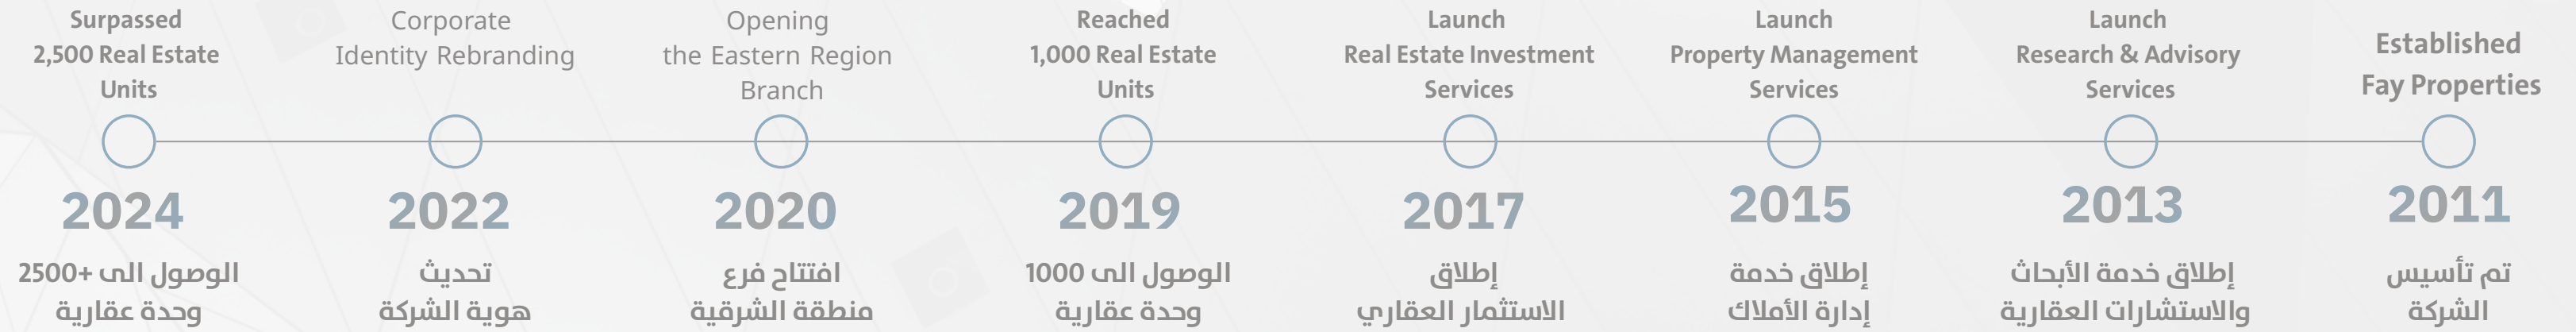 Surpassed
2,500 Real Estate
Units
2024
الوصول الى +2500
وحدة عقارية
Corporate
Identity Rebranding
2022
تحديث
هوية الشركة
Opening
the Eastern Region
Branch
2020
افتتاح فرع
منطقة الشرقية
Reached
1,000 Real Estate
Units
2019
الوصول الى 1000
وحدة عقارية
Launch
Real Estate Investment
Services
2017
إطلاق
الاستثمار العقاري
Launch
Property Management
Services
2015
إطلاق خدمة
إدارة الأملاك
Launch
Research & Advisory
Services
2013
إطلاق خدمة الأبحاث
والاستشارات العقارية
Established
Fay Properties
2011
تم تأسيس
الشركة